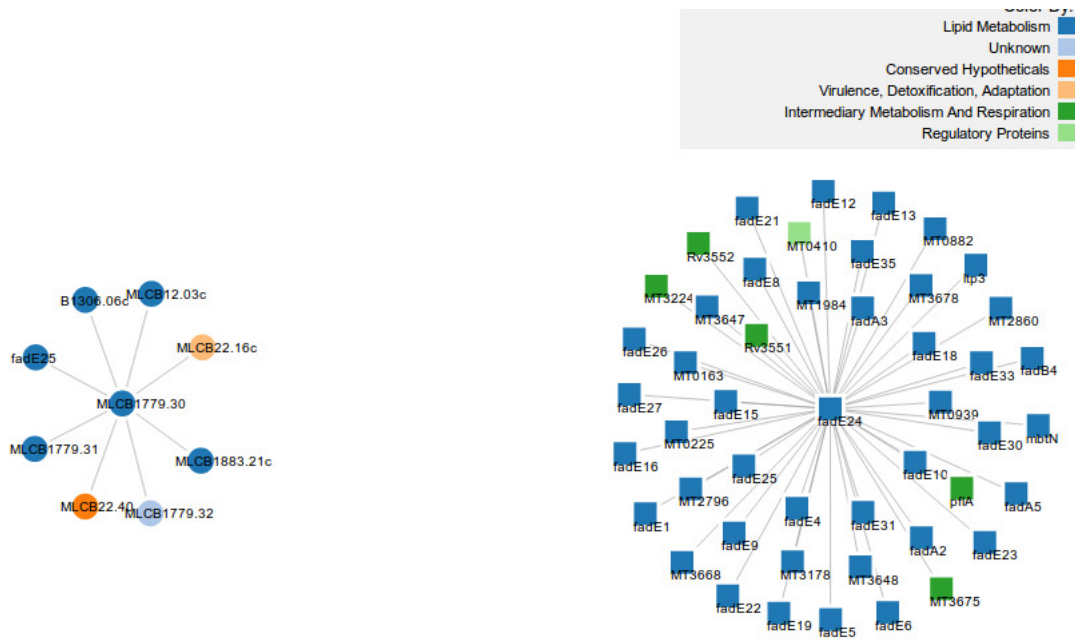 Color By:
Lipid Metabolism
Unknown
Conserved Hypotheticals
Virulence, Detoxification, Adaptation
Intermediary Metabolism And Respiration
Regulatory Proteins
B1306.06c
MLCB12.03c
MLCB22.16c
fadE25
MLCB1779.30
MLCB1779.31
MLCB1883.21c
MLCB22.40
MLCB1779.32
fadE12
fadE13
fadE21
MT0882
MT0410
Rv3552
fadE35
ltp3
fadE8
MT3224
MT1984
MT3678
MT3647
fadA3
MT2860
Rv3551
fadE26
fadE18
MT0163
fadE33
fadB4
fadE27
fadE15
MT0939
fadE24
MT0225
fadE30
mbtN
fadE16
fadE10
fadE25
MT2796
pflA
fadA5
fadE1
fadE4
fadE31
fadE9
fadA2
fadE23
MT3668
MT3178
MT3648
MT3675
fadE22
fadE19
fadE5
fadE6